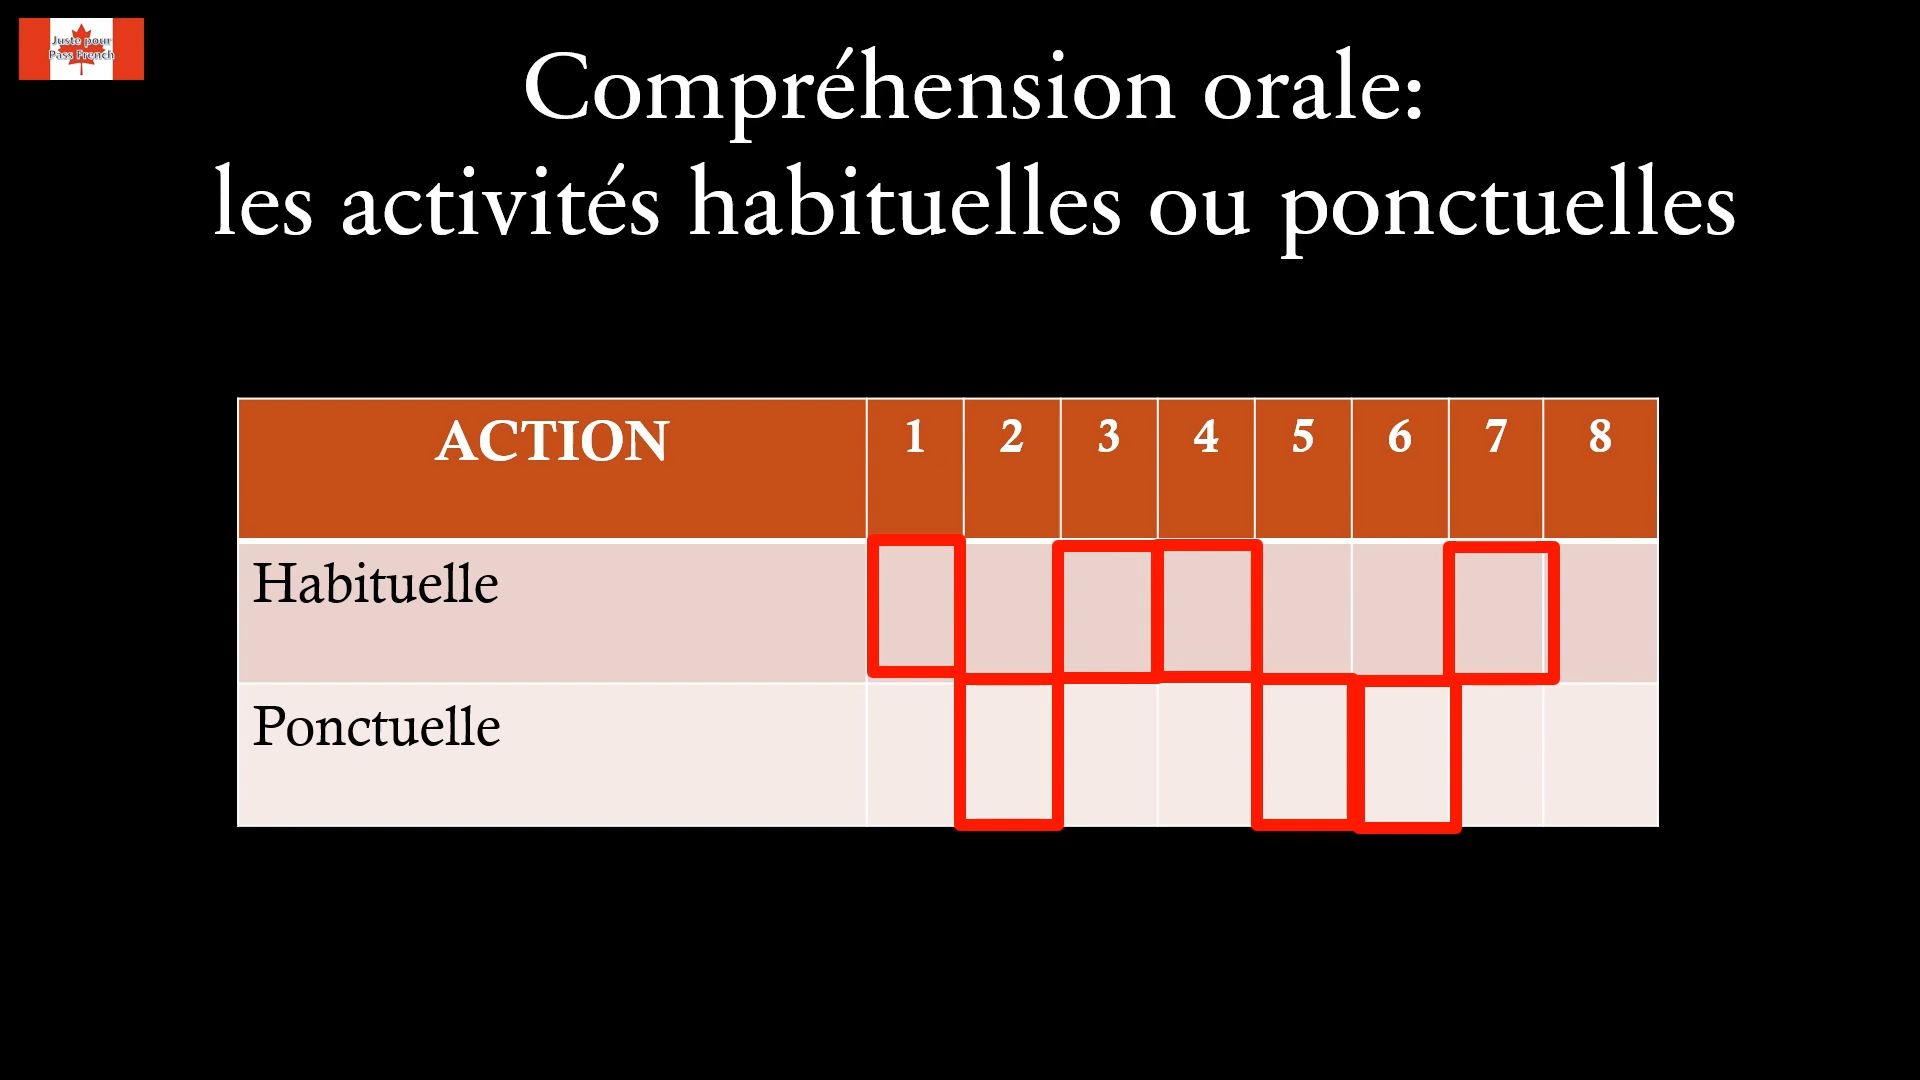 Juste pour
Pass French
Compréhension orale:
les activités habituelles ou ponctuelles
ACTION 1 2 3 4 5 6 7 8
Habituelle
Ponctuelle